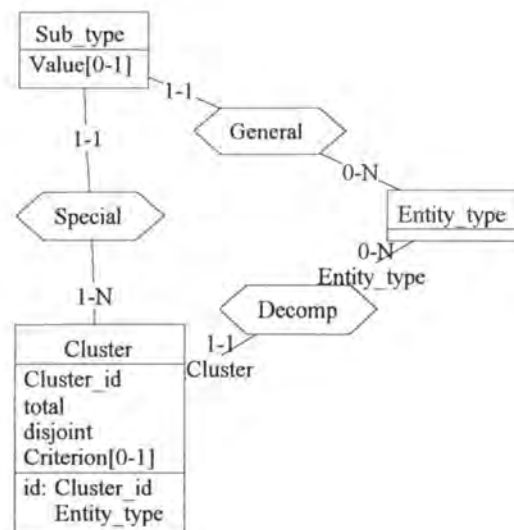 Sub_type
Value[0-1]
1-1
1-1
General
0-N
Special
Entity_type
0-N
Entity_type
Decomp
1-N
1-1
Cluster
Cluster
Cluster_id
total
disjoint
Criterion[0-1]
id: Cluster_id
Entity_type